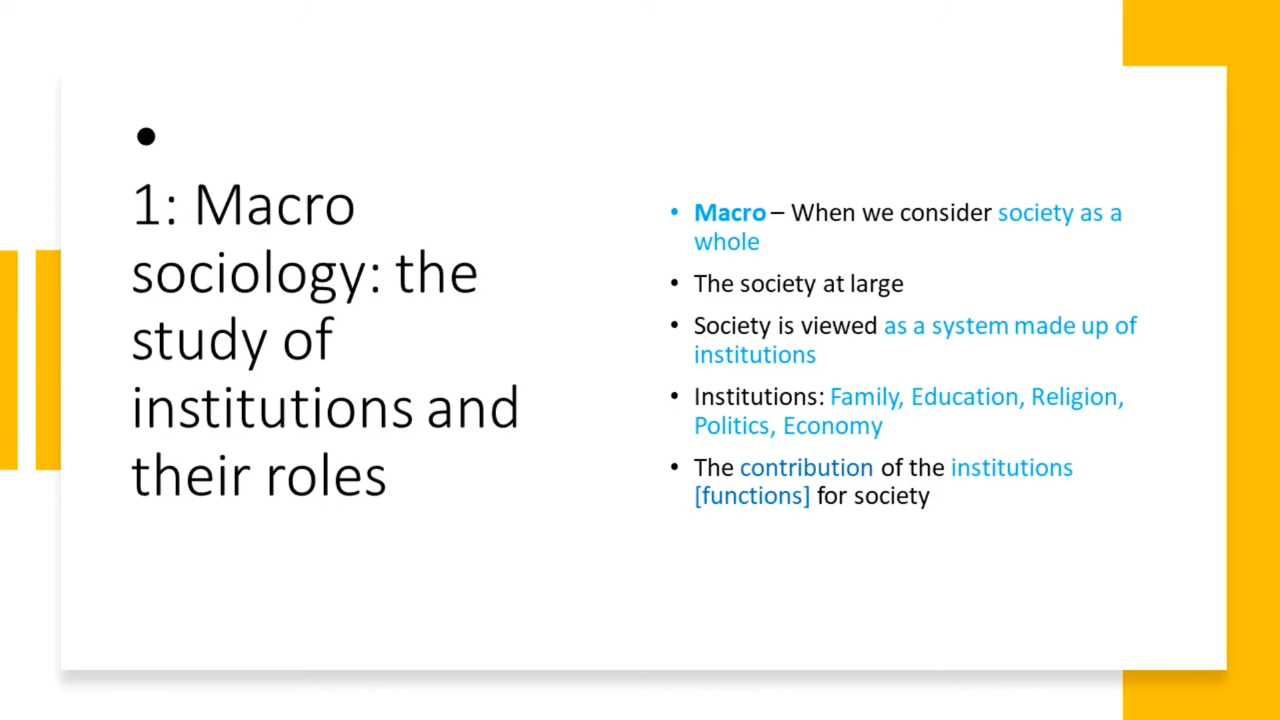 •
1: Macro
sociology: the
study of
institutions and
their roles
• Macro – When we consider society as a
whole
• The society at large
• Society is viewed as a system made up of
institutions
• Institutions: Family, Education, Religion,
Politics, Economy
• The contribution of the institutions
[functions] for society